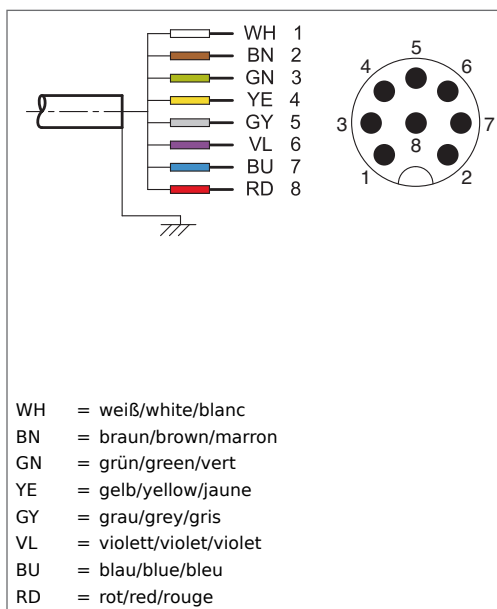 WH 1
BN 2
GN 3
YE 4
GY 5
VL 6
BU 7
RD 8
5
4 6
3 7
8
1 2
WH = weiß/white/blanc
BN = braun/brown/marron
GN = grün/green/vert
YE = gelb/yellow/jaune
GY = grau/grey/gris
VL = violett/violet/violet
BU = blau/blue/bleu
RD = rot/red/rouge